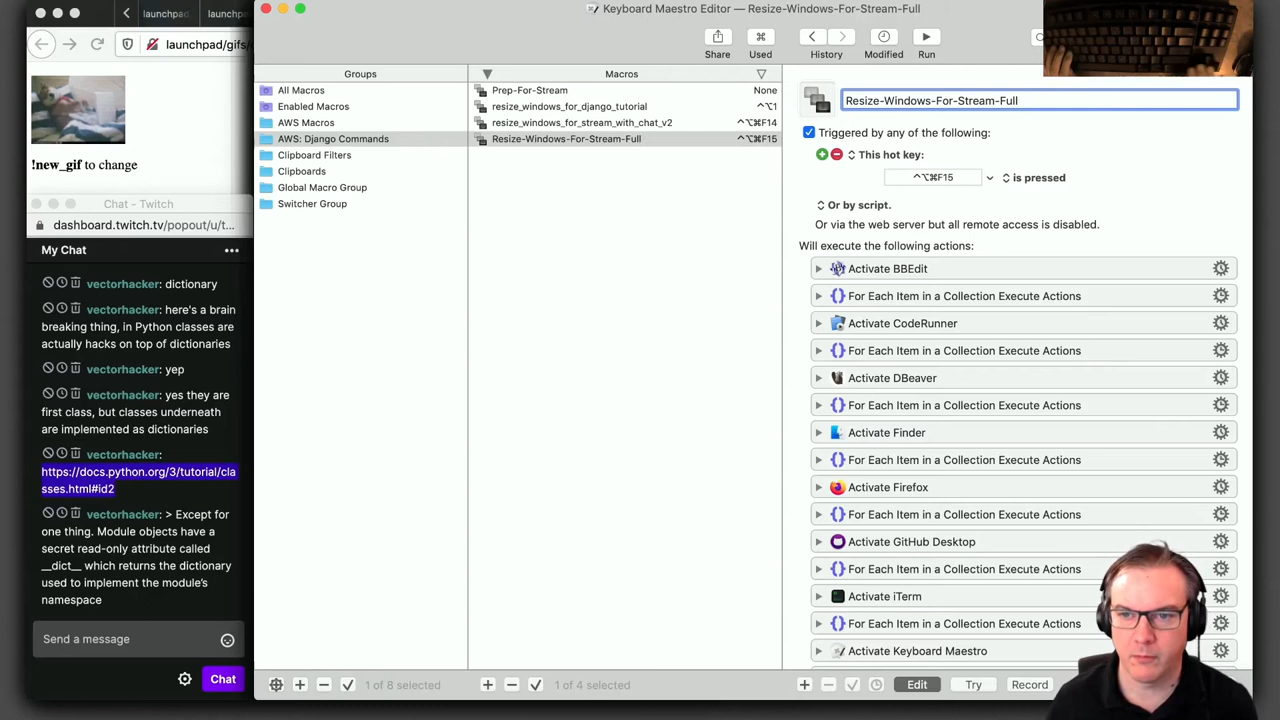 launchpad
launchpad
launchpad/gifs/
!new_gif to change
Chat - Twitch
dashboard.twitch.tv/popout/u/t...
My Chat
vectorhacker: dictionary
vectorhacker: here's a brain
breaking thing, in Python classes are
actually hacks on top of dictionaries
vectorhacker: yep
vectorhacker: yes they are
first class, but classes underneath
are implemented as dictionaries
vectorhacker:
https://docs.python.org/3/tutorial/cla
sses.html#id2
vectorhacker: > Except for
one thing. Module objects have a
secret read-only attribute called
__dict__ which returns the dictionary
used to implement the module's
namespace
Send a message
Chat
Keyboard Maestro Editor — Resize-Windows-For-Stream-Full
Share
Used
History
Modified
Run
Groups
All Macros
Enabled Macros
AWS Macros
AWS: Django Commands
Clipboard Filters
Clipboards
Global Macro Group
Switcher Group
1 of 8 selected
Macros
Prep-For-Stream None
resize_windows_for_django_tutorial ^⌥1
resize_windows_for_stream_with_chat_v2 ^⌥⌘F14
Resize-Windows-For-Stream-Full ^⌥⌘F15
1 of 4 selected
Resize-Windows-For-Stream-Full
Triggered by any of the following:
This hot key:
^⌥⌘F15 is pressed
Or by script.
Or via the web server but all remote access is disabled.
Will execute the following actions:
Activate BBEdit
For Each Item in a Collection Execute Actions
Activate CodeRunner
For Each Item in a Collection Execute Actions
Activate DBeaver
For Each Item in a Collection Execute Actions
Activate Finder
For Each Item in a Collection Execute Actions
Activate Firefox
For Each Item in a Collection Execute Actions
Activate GitHub Desktop
For Each Item in a Collection Execute Actions
Activate iTerm
For Each Item in a Collection Execute Actions
Activate Keyboard Maestro
Edit Try Record